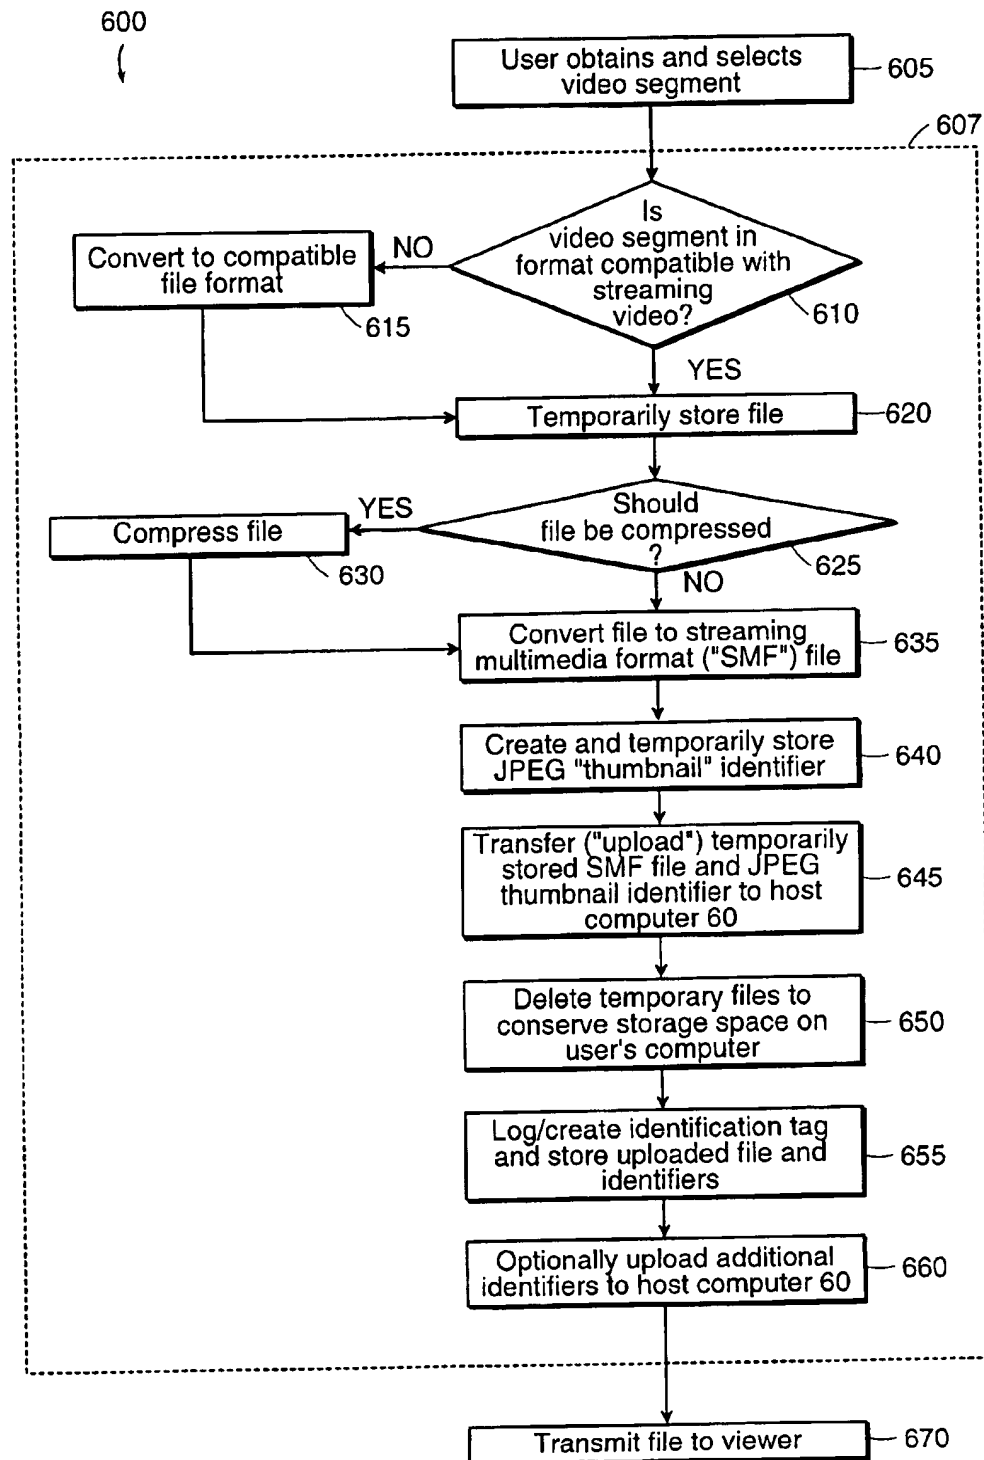 600
User obtains and selects
video segment
605
607
Is
video segment in
format compatible with
streaming
video?
610
NO
Convert to compatible
file format
615
YES
Temporarily store file
620
Should
file be compressed
?
625
YES
Compress file
630
NO
Convert file to streaming
multimedia format ("SMF") file
635
Create and temporarily store
JPEG "thumbnail" identifier
640
Transfer ("upload") temporarily
stored SMF file and JPEG
thumbnail identifier to host
computer 60
645
Delete temporary files to
conserve storage space on
user's computer
650
Log/create identification tag
and store uploaded file and
identifiers
655
Optionally upload additional
identifiers to host computer 60
660
Transmit file to viewer
670